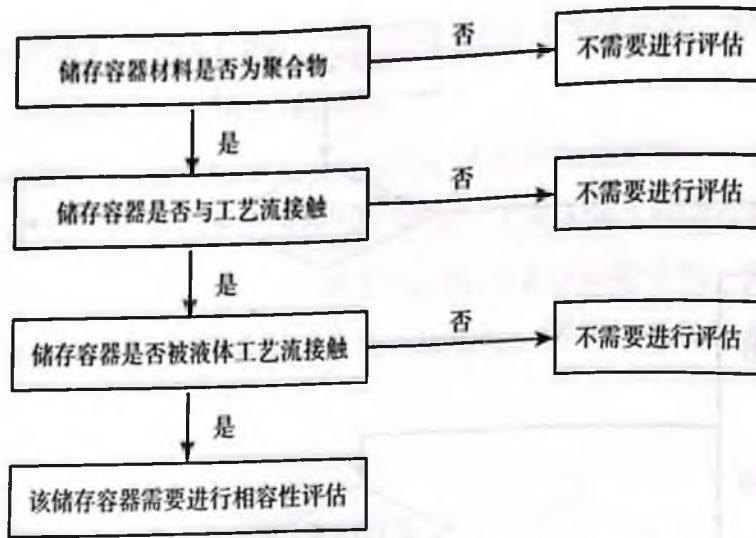 储存容器材料是否为聚合物
否
不需要进行评估
是
储存容器是否与工艺流接触
否
不需要进行评估
是
储存容器是否被液体工艺流接触
否
不需要进行评估
是
该储存容器需要进行相容性评估